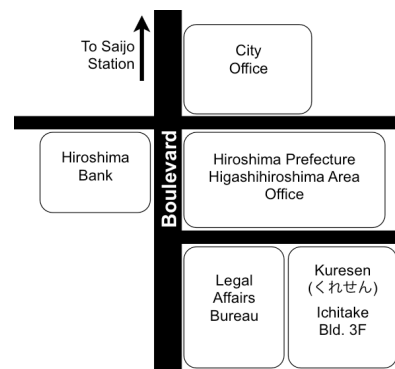 To Saijo
Station
City
Office
Hiroshima
Bank
Boulevard
Hiroshima Prefecture
Higashihiroshima Area
Office
Legal
Affairs
Bureau
Kuresen
(くれせん)
Ichitake
Bld. 3F